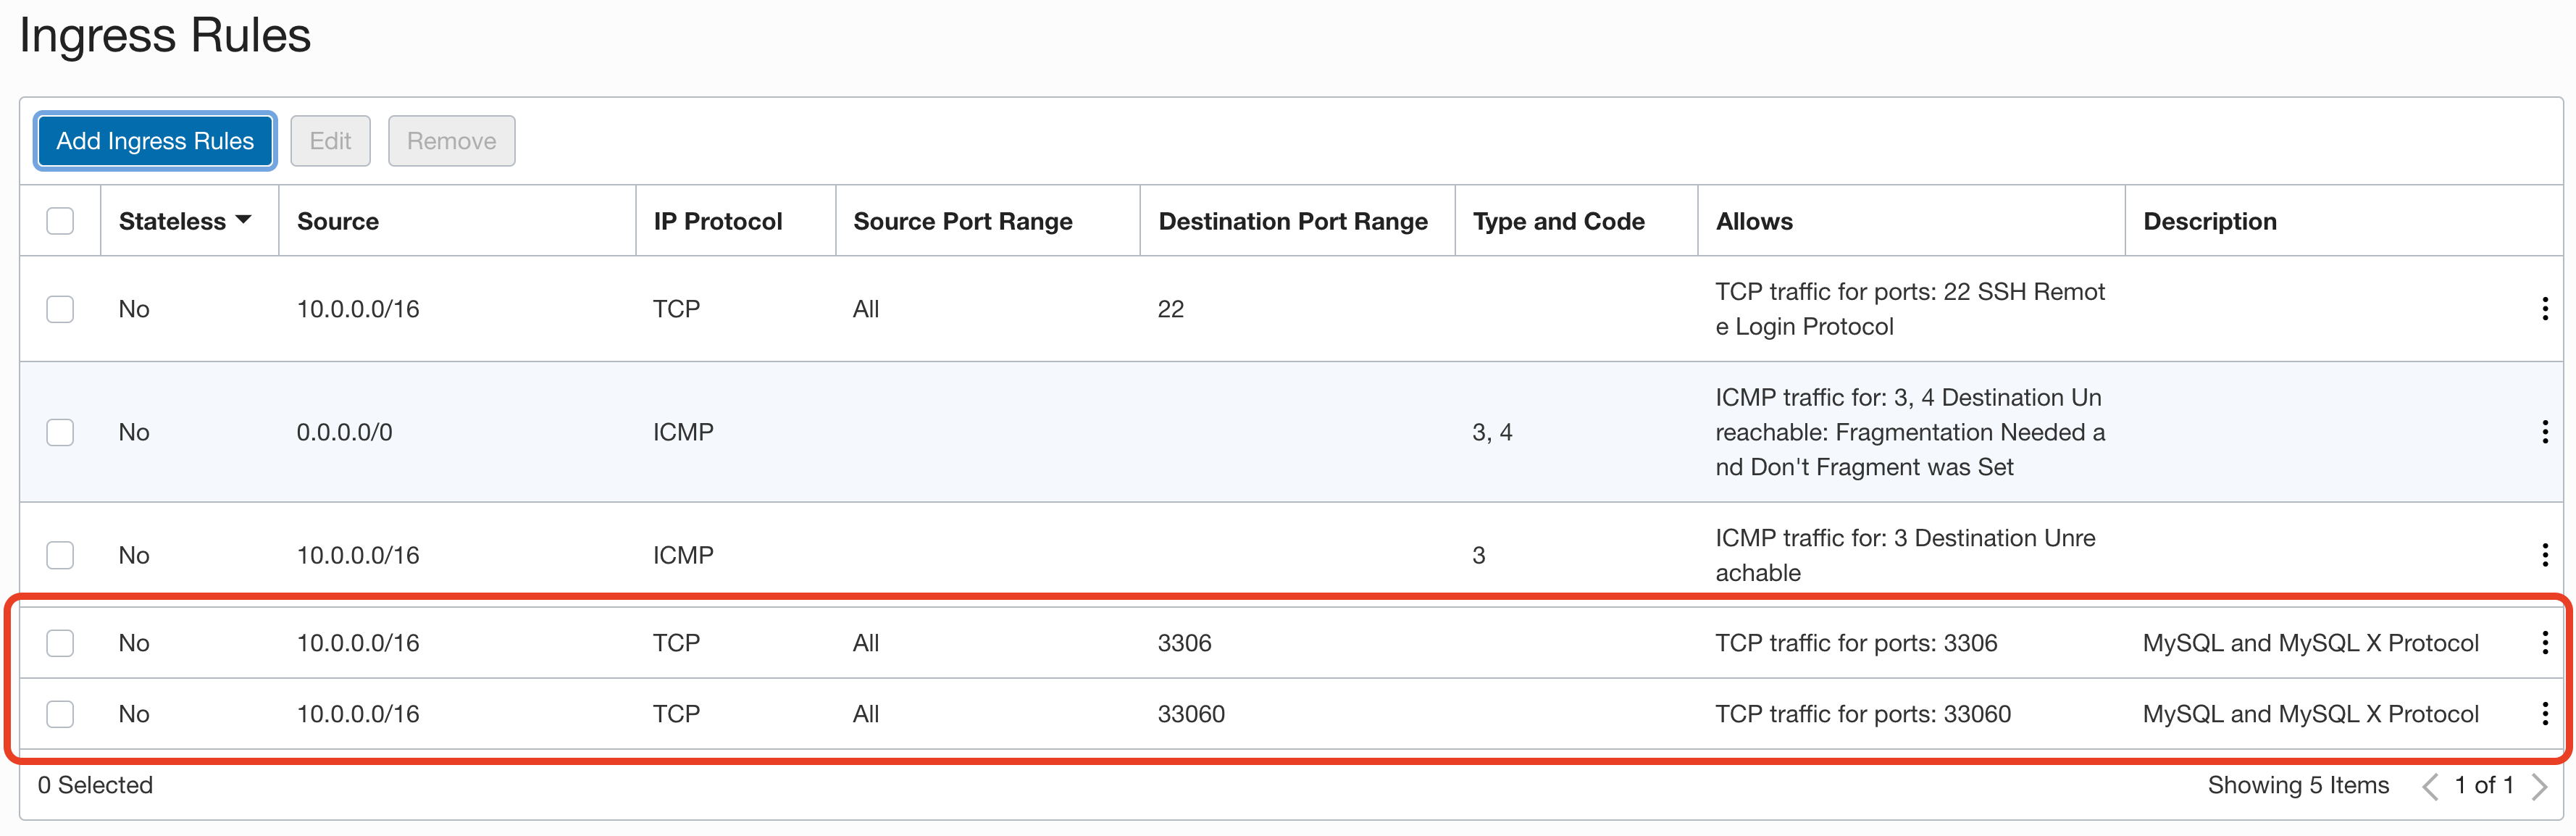 Ingress Rules
Add Ingress Rules Edit Remove
Stateless Source IP Protocol Source Port Range Destination Port Range Type and Code Allows Description
No 10.0.0.0/16 TCP All 22 TCP traffic for ports: 22 SSH Remot
e Login Protocol
No 0.0.0.0/0 ICMP 3, 4 ICMP traffic for: 3, 4 Destination Un
reachable: Fragmentation Needed a
nd Don't Fragment was Set
No 10.0.0.0/16 ICMP 3 ICMP traffic for: 3 Destination Unre
achable
No 10.0.0.0/16 TCP All 3306 TCP traffic for ports: 3306 MySQL and MySQL X Protocol
No 10.0.0.0/16 TCP All 33060 TCP traffic for ports: 33060 MySQL and MySQL X Protocol
0 Selected Showing 5 Items 1 of 1